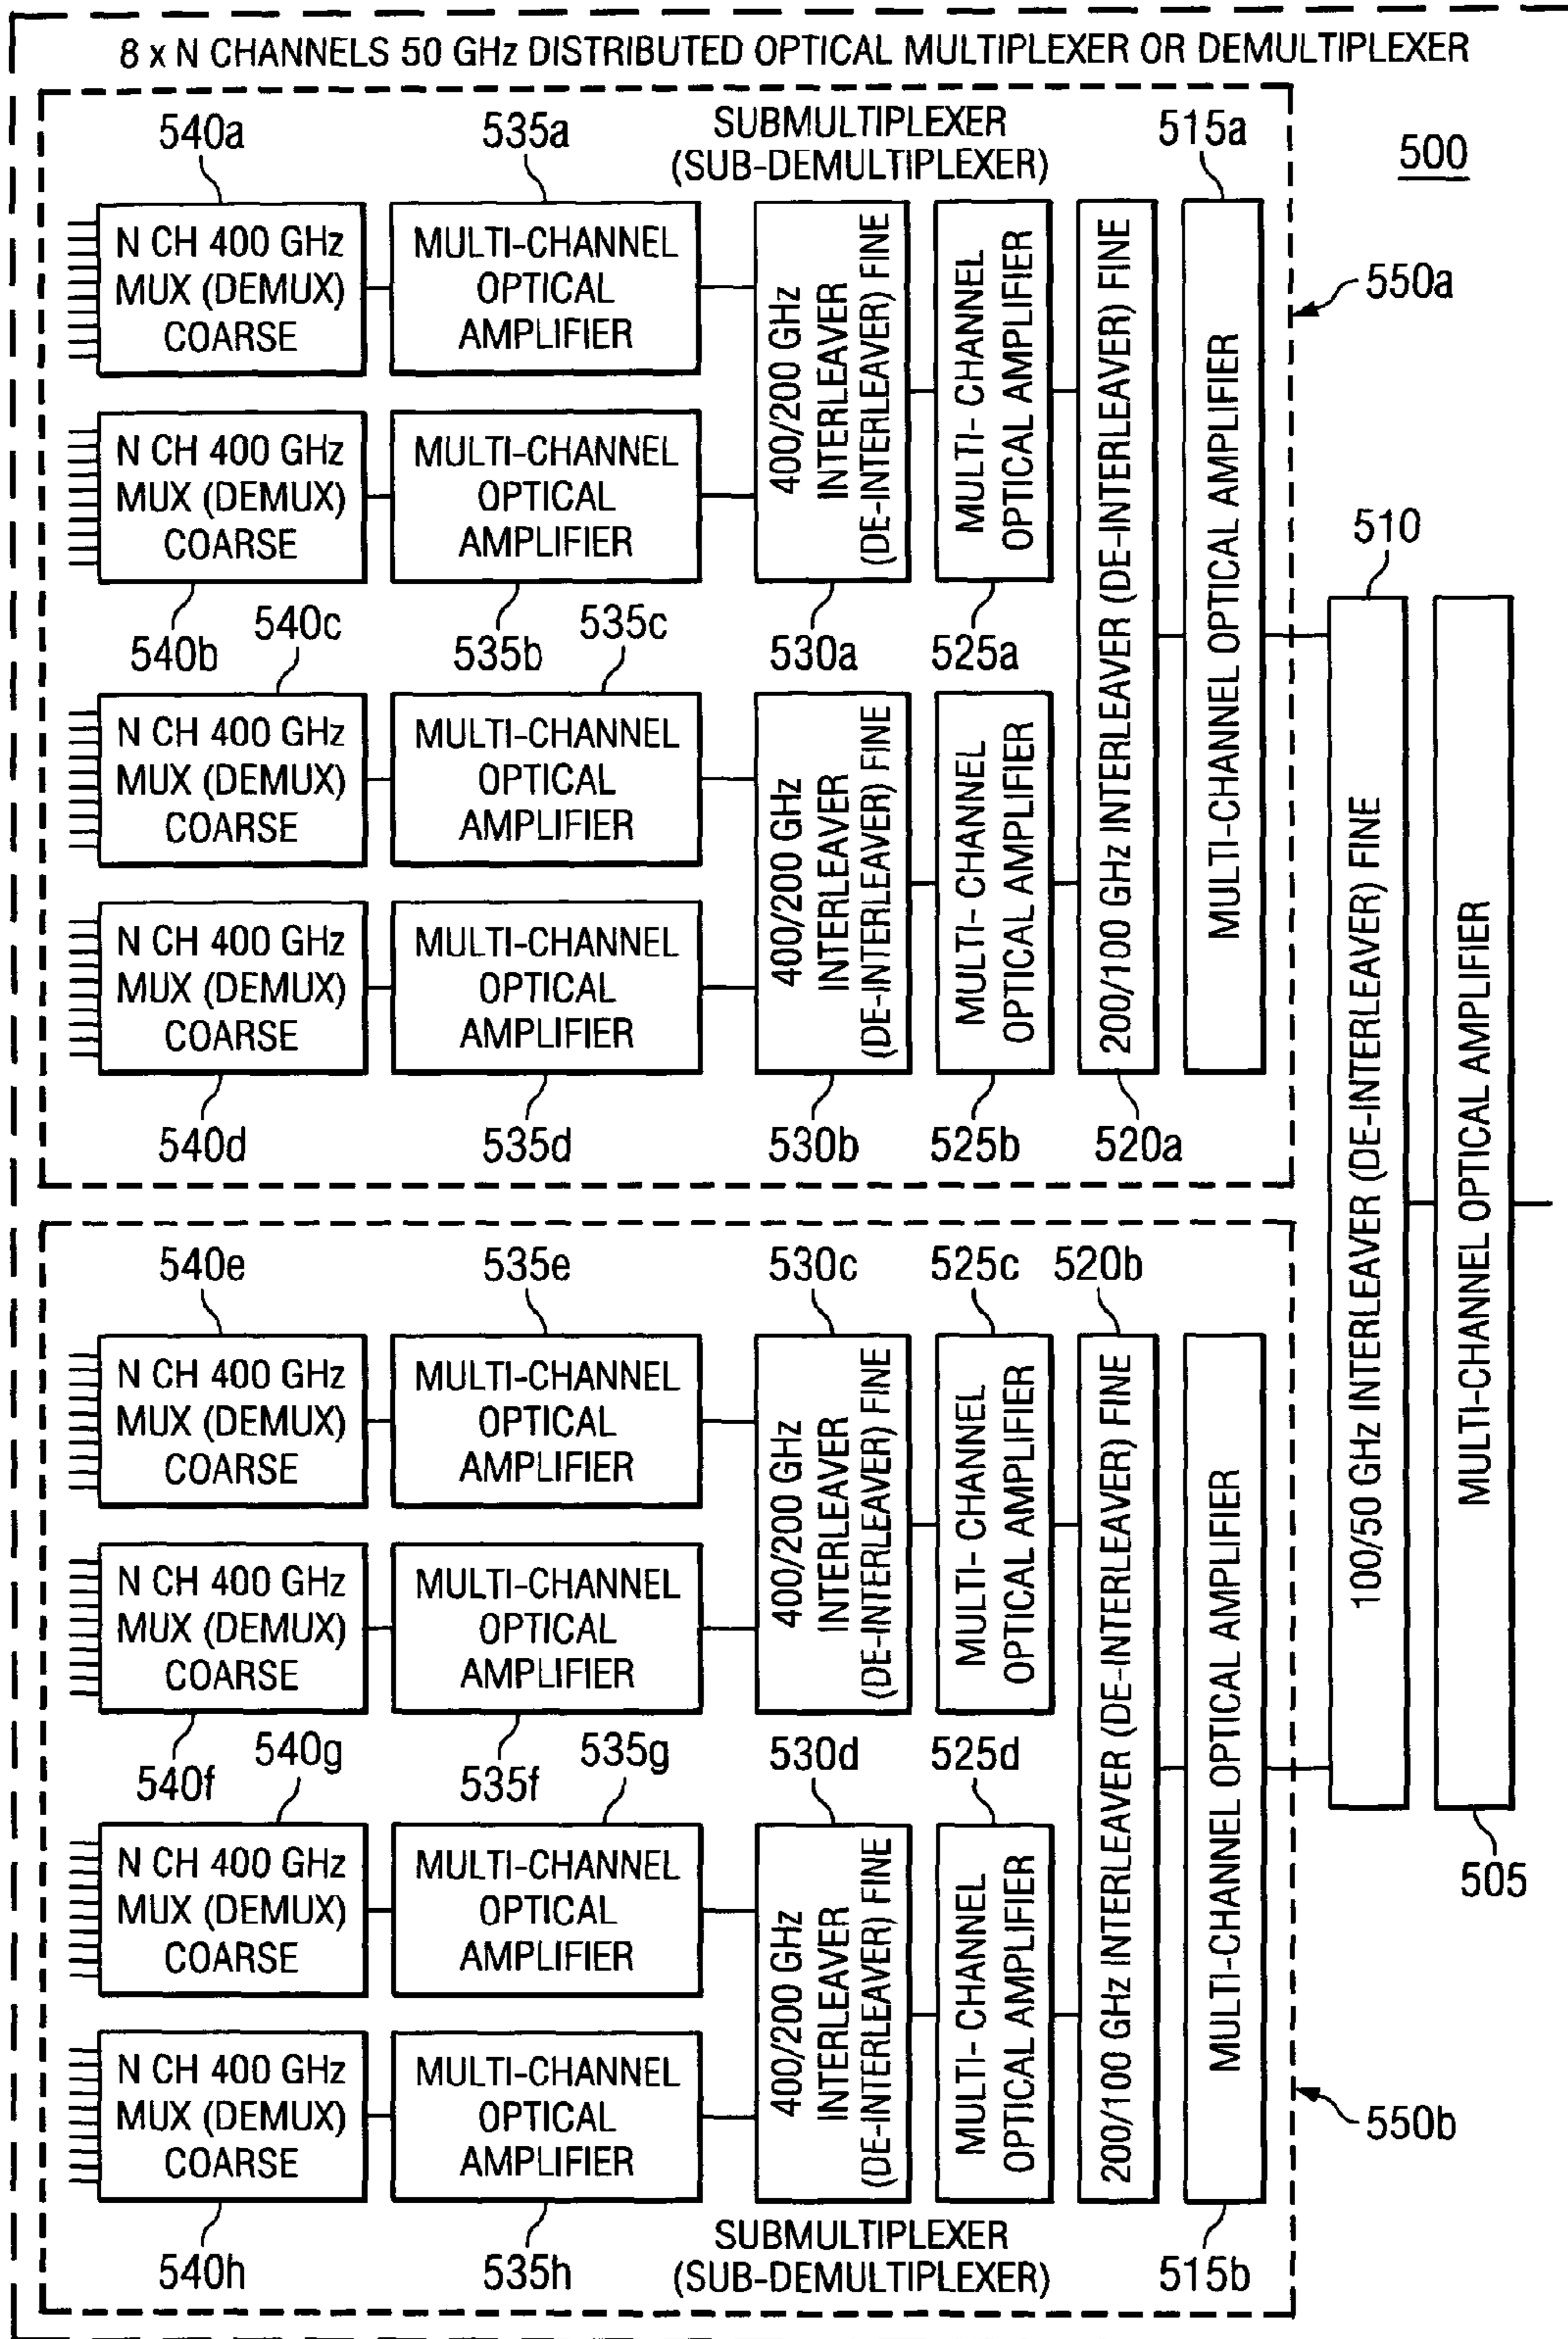 8 x N CHANNELS 50 GHz DISTRIBUTED OPTICAL MULTIPLEXER OR DEMULTIPLEXER
500
SUBMULTIPLEXER
(SUB-DEMULTIPLEXER)
540a
535a
515a
550a
N CH 400 GHz
MUX (DEMUX)
COARSE
MULTI-CHANNEL
OPTICAL
AMPLIFIER
N CH 400 GHz
MUX (DEMUX)
COARSE
MULTI-CHANNEL
OPTICAL
AMPLIFIER
400/200 GHz
INTERLEAVER
(DE-INTERLEAVER) FINE
MULTI- CHANNEL
OPTICAL AMPLIFIER
200/100 GHz INTERLEAVER (DE-INTERLEAVER) FINE
MULTI-CHANNEL OPTICAL AMPLIFIER
540b
540c
535b
535c
530a
525a
N CH 400 GHz
MUX (DEMUX)
COARSE
MULTI-CHANNEL
OPTICAL
AMPLIFIER
N CH 400 GHz
MUX (DEMUX)
COARSE
MULTI-CHANNEL
OPTICAL
AMPLIFIER
400/200 GHz
INTERLEAVER
(DE-INTERLEAVER) FINE
MULTI- CHANNEL
OPTICAL AMPLIFIER
540d
535d
530b
525b
520a
510
100/50 GHz INTERLEAVER (DE-INTERLEAVER) FINE
MULTI-CHANNEL OPTICAL AMPLIFIER
505
540e
535e
530c
525c
520b
N CH 400 GHz
MUX (DEMUX)
COARSE
MULTI-CHANNEL
OPTICAL
AMPLIFIER
N CH 400 GHz
MUX (DEMUX)
COARSE
MULTI-CHANNEL
OPTICAL
AMPLIFIER
400/200 GHz
INTERLEAVER
(DE-INTERLEAVER) FINE
MULTI- CHANNEL
OPTICAL AMPLIFIER
200/100 GHz INTERLEAVER (DE-INTERLEAVER) FINE
MULTI-CHANNEL OPTICAL AMPLIFIER
540f
540g
535f
535g
530d
525d
N CH 400 GHz
MUX (DEMUX)
COARSE
MULTI-CHANNEL
OPTICAL
AMPLIFIER
N CH 400 GHz
MUX (DEMUX)
COARSE
MULTI-CHANNEL
OPTICAL
AMPLIFIER
400/200 GHz
INTERLEAVER
(DE-INTERLEAVER) FINE
MULTI- CHANNEL
OPTICAL AMPLIFIER
550b
540h
535h
SUBMULTIPLEXER
(SUB-DEMULTIPLEXER)
515b